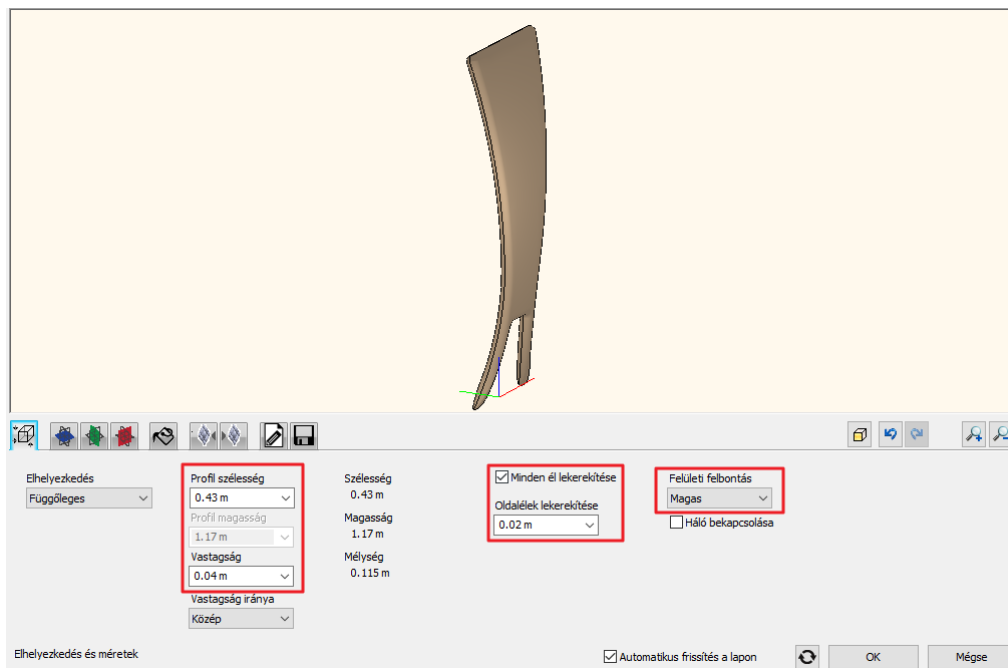 Elhelyezkedés
Függőleges
Profil szélesség
0.43 m
Profil magasság
1.17 m
Vastagság
0.04 m
Vastagság iránya
Közép
Szélesség
0.43 m
Magasság
1.17 m
Mélység
0.115 m
Minden él lekerekítése
Oldalélek lekerekítése
0.02 m
Felületi felbontás
Magas
Háló bekapcsolása
Elhelyezkedés és méretek
Automatikus frissítés a lapon
OK
Mégse